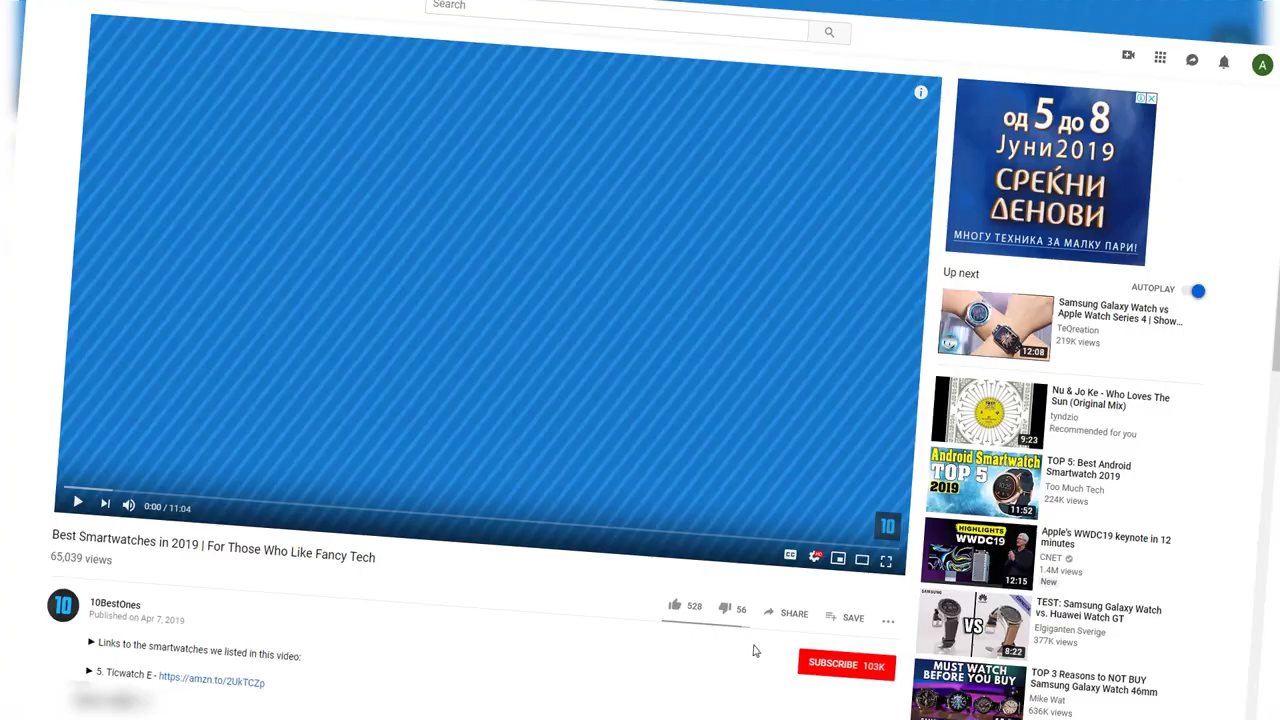 Search
A
од 5 до 8
Јуни2019
СРЕЌНИ
ДЕНОВИ
МНОГУ ТЕХНИКА ЗА МАЛКУ ПАРИ!
Up next
AUTOPLAY
Samsung Galaxy Watch vs
Apple Watch Series 4 | Show...
TeQreation
219K views
12:08
Nu & Jo Ke - Who Loves The
Sun (Original Mix)
tyndzio
Recommended for you
9:23
Android Smartwatch
TOP 5
2019
11:52
TOP 5: Best Android
Smartwatch 2019
Too Much Tech
224K views
HIGHLIGHTS
WWDC19
12:15
Apple's WWDC19 keynote in 12
minutes
CNET
1.4M views
New
SAMSUNG
HUAWEI
VS
8:22
TEST: Samsung Galaxy Watch
vs. Huawei Watch GT
Elgiganten Sverige
377K views
MUST WATCH
BEFORE YOU BUY
TOP 3 Reasons to NOT BUY
Samsung Galaxy Watch 46mm
Mike Wat
636K views
0:00 / 11:04
10
CC
HD
Best Smartwatches in 2019 | For Those Who Like Fancy Tech
65,039 views
528
56
SHARE
SAVE
10
10BestOnes
Published on Apr 7, 2019
SUBSCRIBE 103K
► Links to the smartwatches we listed in this video:
► 5. Ticwatch E - https://amzn.to/2UkTCZp